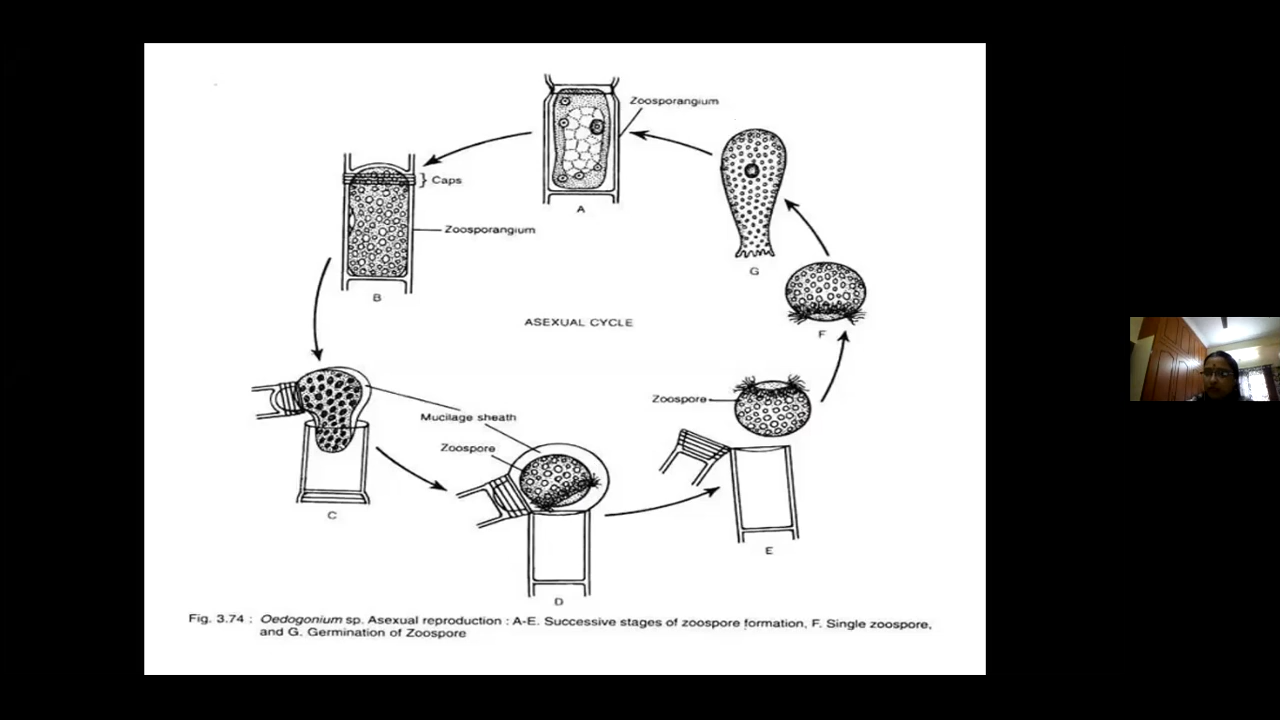 Zoosporangium
A
} Caps
Zoosporangium
B
G
ASEXUAL CYCLE
F
Mucilage sheath
Zoospore
Zoospore
C
E
D
Fig. 3.74 : Oedogonium sp. Asexual reproduction : A-E. Successive stages of zoospore formation, F. Single zoospore,
and G. Germination of Zoospore